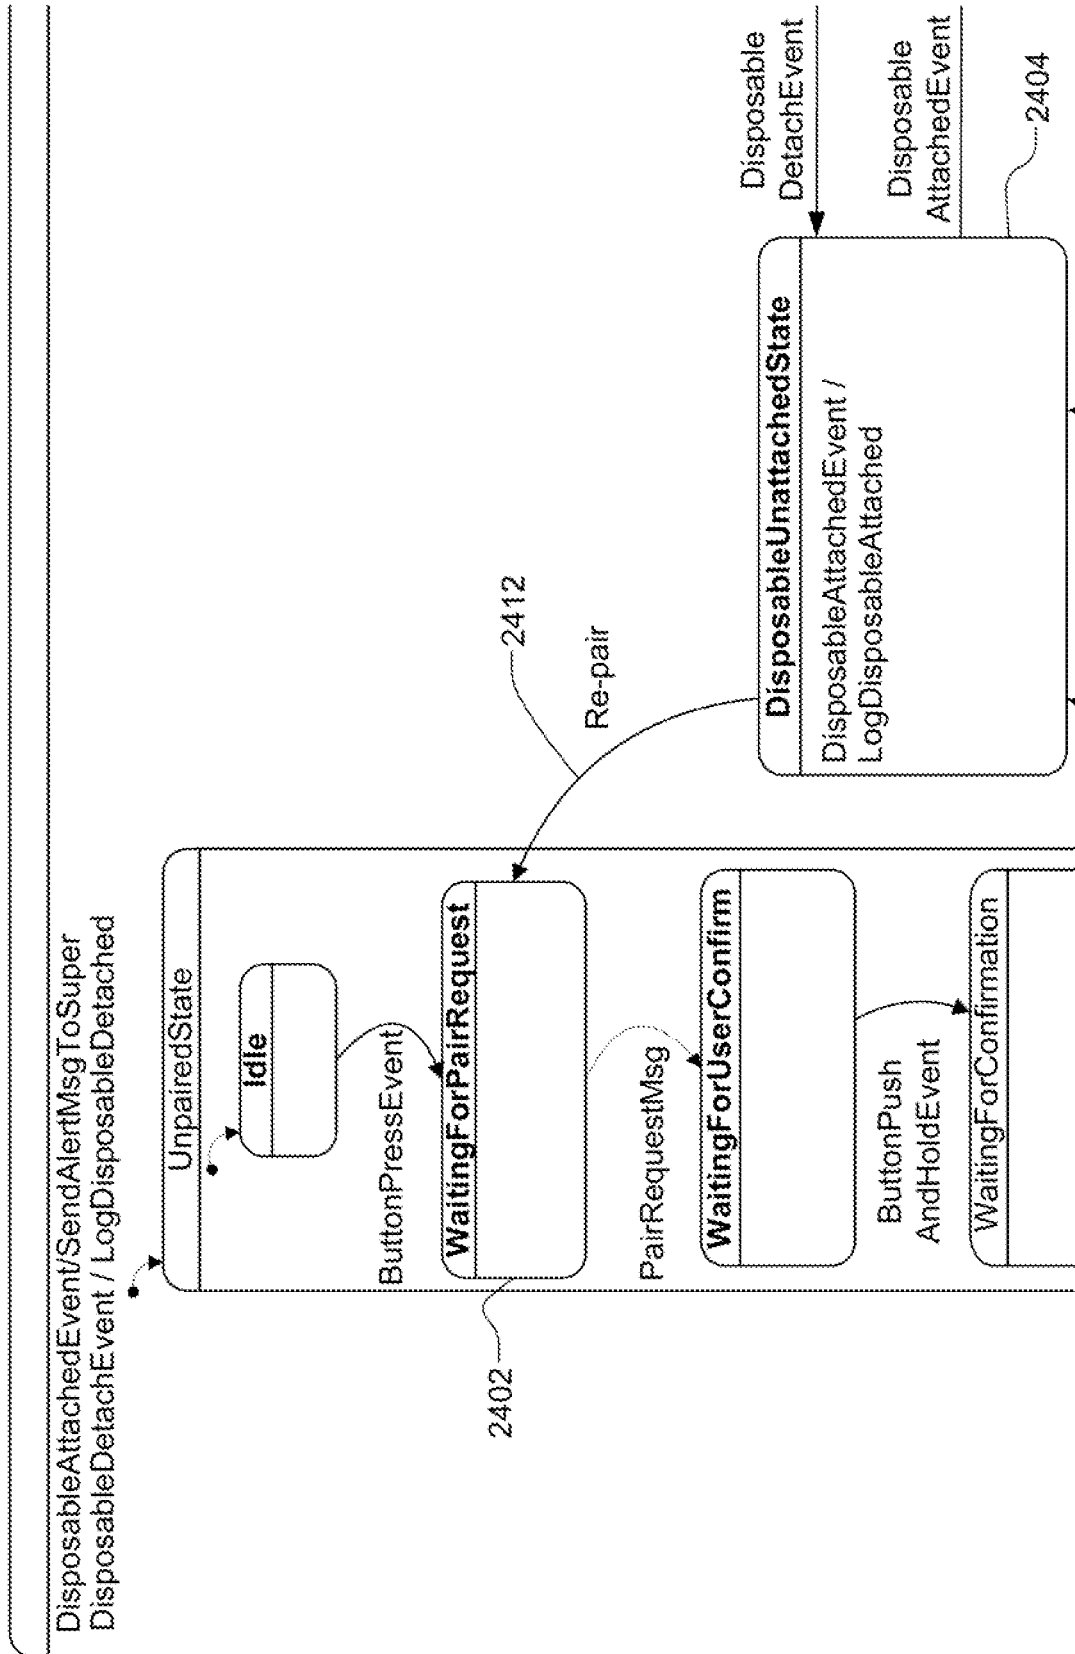 DisposableAttachedEvent/SendAlertMsgToSuper
DisposableDetachEvent / LogDisposableDetached
UnpairedState
Idle
ButtonPressEvent
WaitingForPairRequest
2402
PairRequestMsg
WaitingForUserConfirm
ButtonPush
AndHoldEvent
WaitingForConfirmation
2412
Re-pair
DisposableUnattachedState
DisposableAttachedEvent /
LogDisposableAttached
Disposable
DetachEvent
Disposable
AttachedEvent
2404